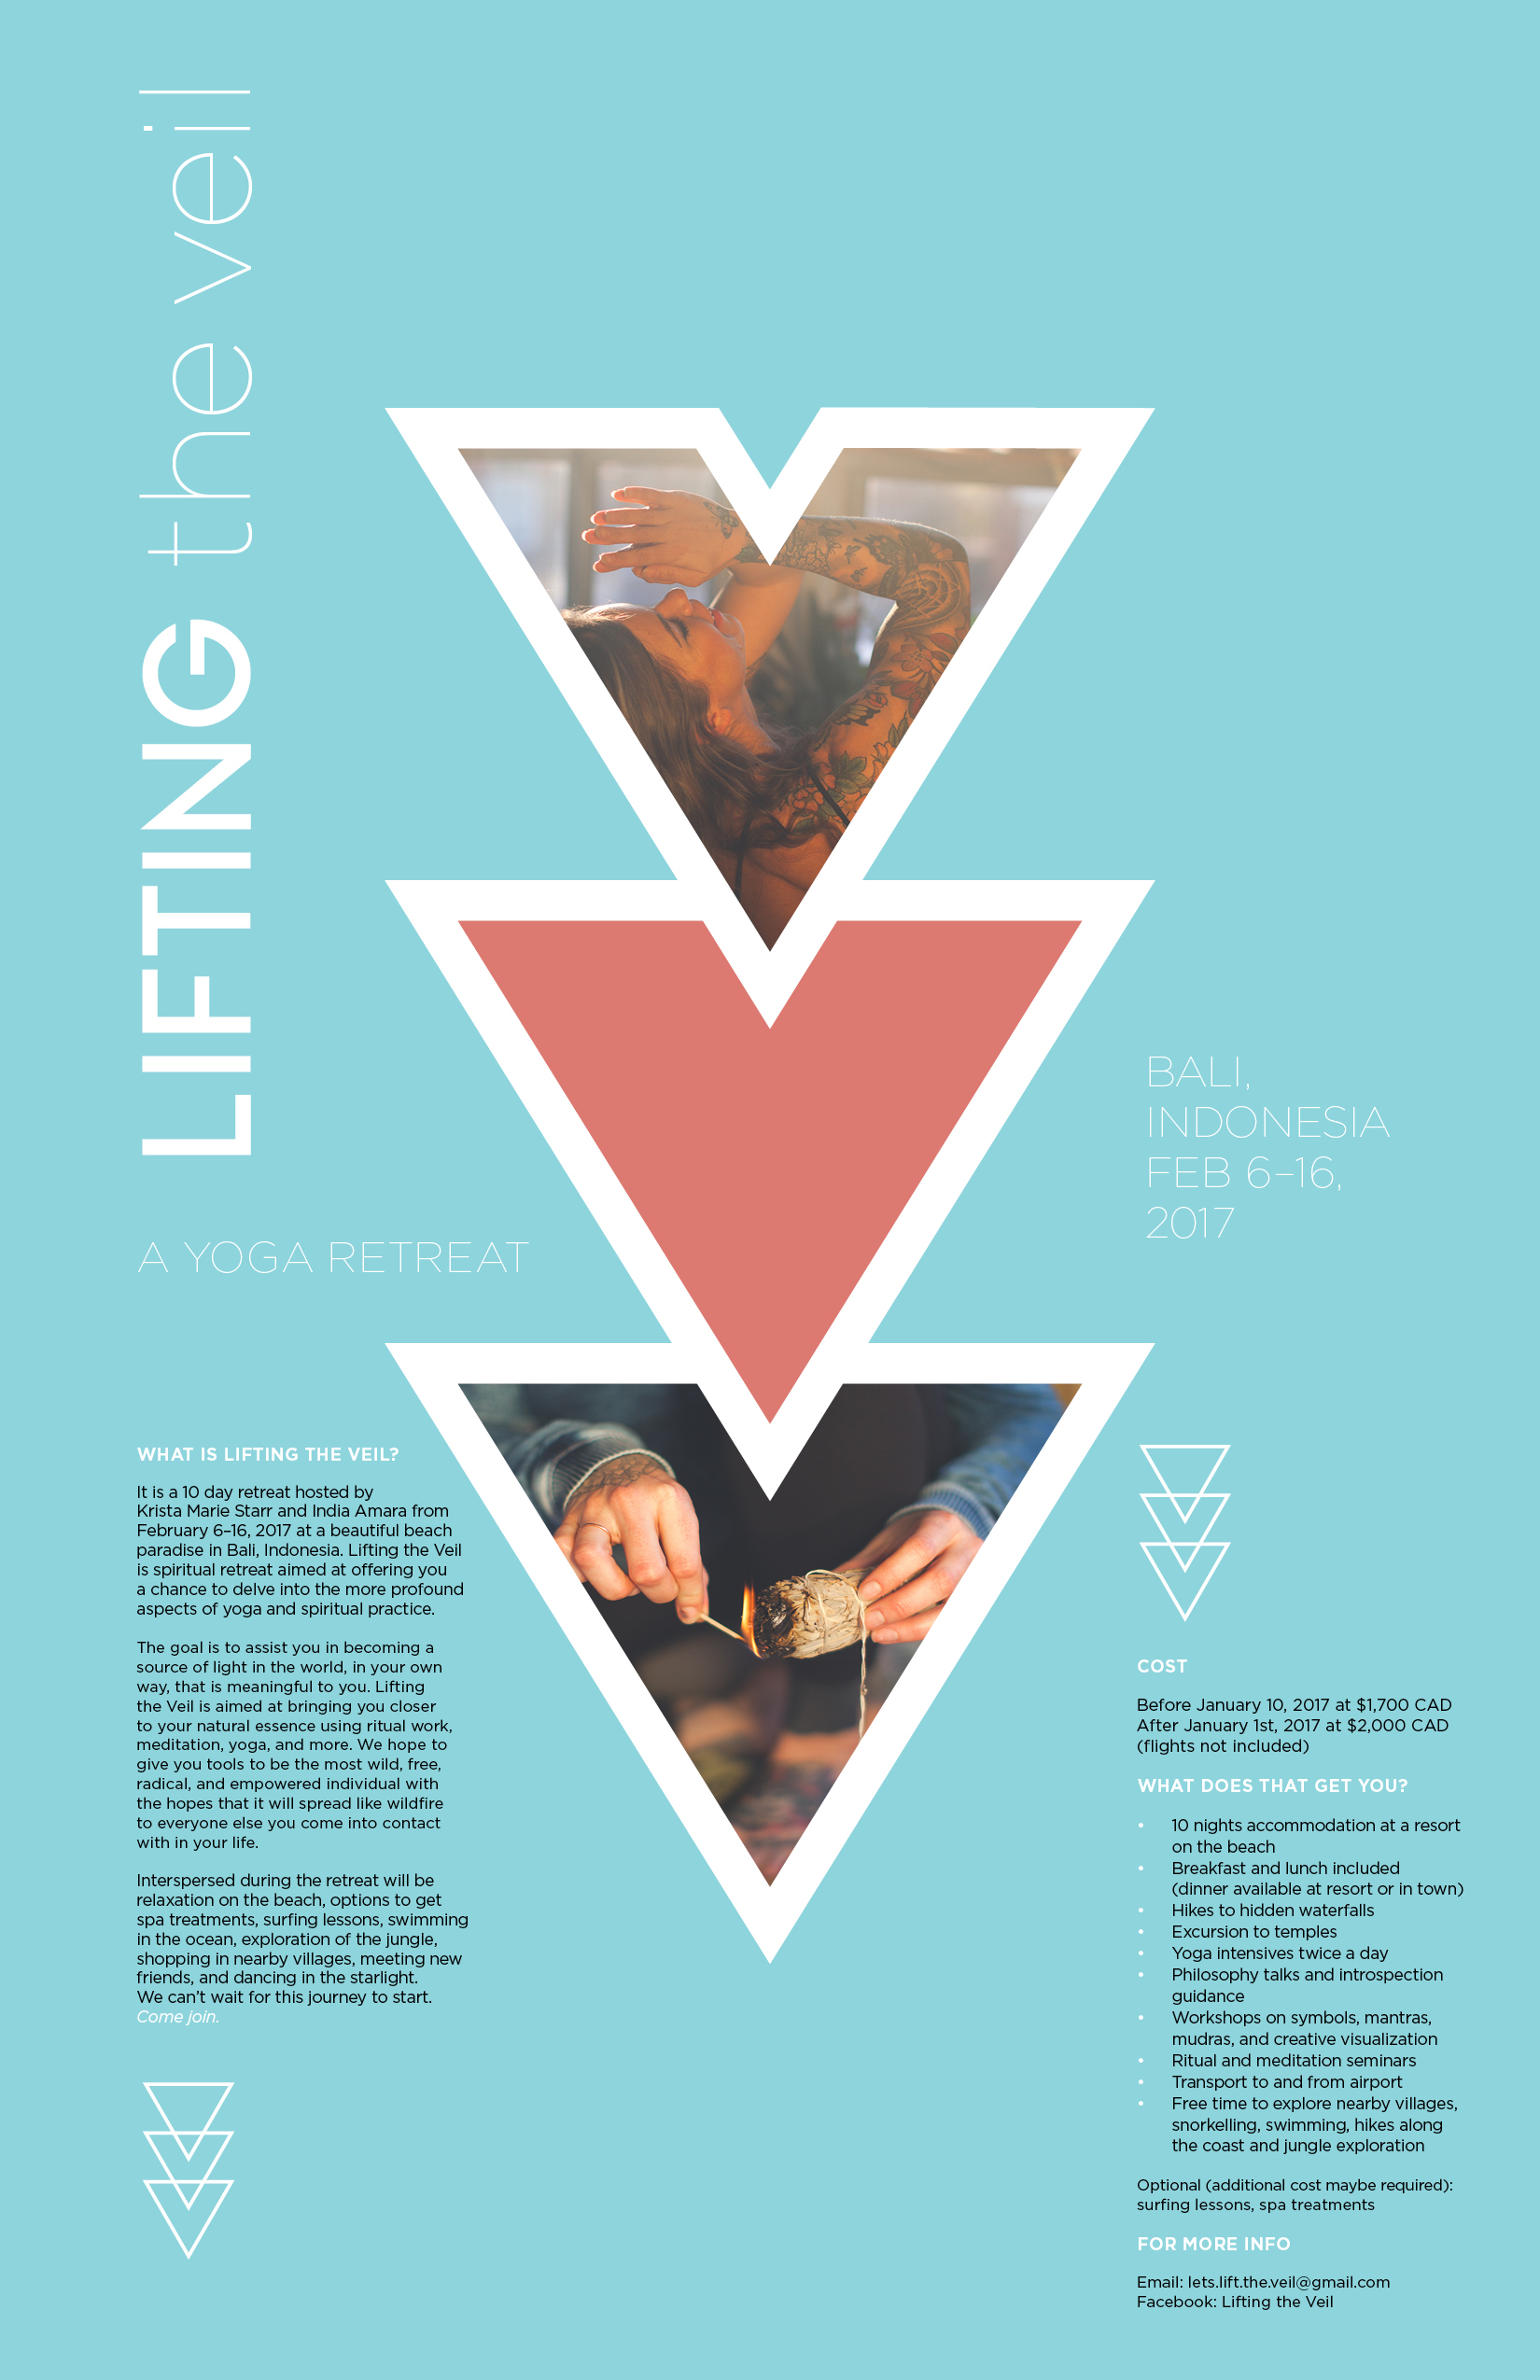 LIFTING the veil
A YOGA RETREAT
BALI,
INDONESIA
FEB 6–16,
2017
WHAT IS LIFTING THE VEIL?
It is a 10 day retreat hosted by
Krista Marie Starr and India Amara from
February 6–16, 2017 at a beautiful beach
paradise in Bali, Indonesia. Lifting the Veil
is spiritual retreat aimed at offering you
a chance to delve into the more profound
aspects of yoga and spiritual practice.
The goal is to assist you in becoming a
source of light in the world, in your own
way, that is meaningful to you. Lifting
the Veil is aimed at bringing you closer
to your natural essence using ritual work,
meditation, yoga, and more. We hope to
give you tools to be the most wild, free,
radical, and empowered individual with
the hopes that it will spread like wildfire
to everyone else you come into contact
with in your life.
Interspersed during the retreat will be
relaxation on the beach, options to get
spa treatments, surfing lessons, swimming
in the ocean, exploration of the jungle,
shopping in nearby villages, meeting new
friends, and dancing in the starlight.
We can't wait for this journey to start.
Come join.
COST
Before January 10, 2017 at $1,700 CAD
After January 1st, 2017 at $2,000 CAD
(flights not included)
WHAT DOES THAT GET YOU?
• 10 nights accommodation at a resort
on the beach
• Breakfast and lunch included
(dinner available at resort or in town)
• Hikes to hidden waterfalls
• Excursion to temples
• Yoga intensives twice a day
• Philosophy talks and introspection
guidance
• Workshops on symbols, mantras,
mudras, and creative visualization
• Ritual and meditation seminars
• Transport to and from airport
• Free time to explore nearby villages,
snorkelling, swimming, hikes along
the coast and jungle exploration
Optional (additional cost maybe required):
surfing lessons, spa treatments
FOR MORE INFO
Email: lets.lift.the.veil@gmail.com
Facebook: Lifting the Veil